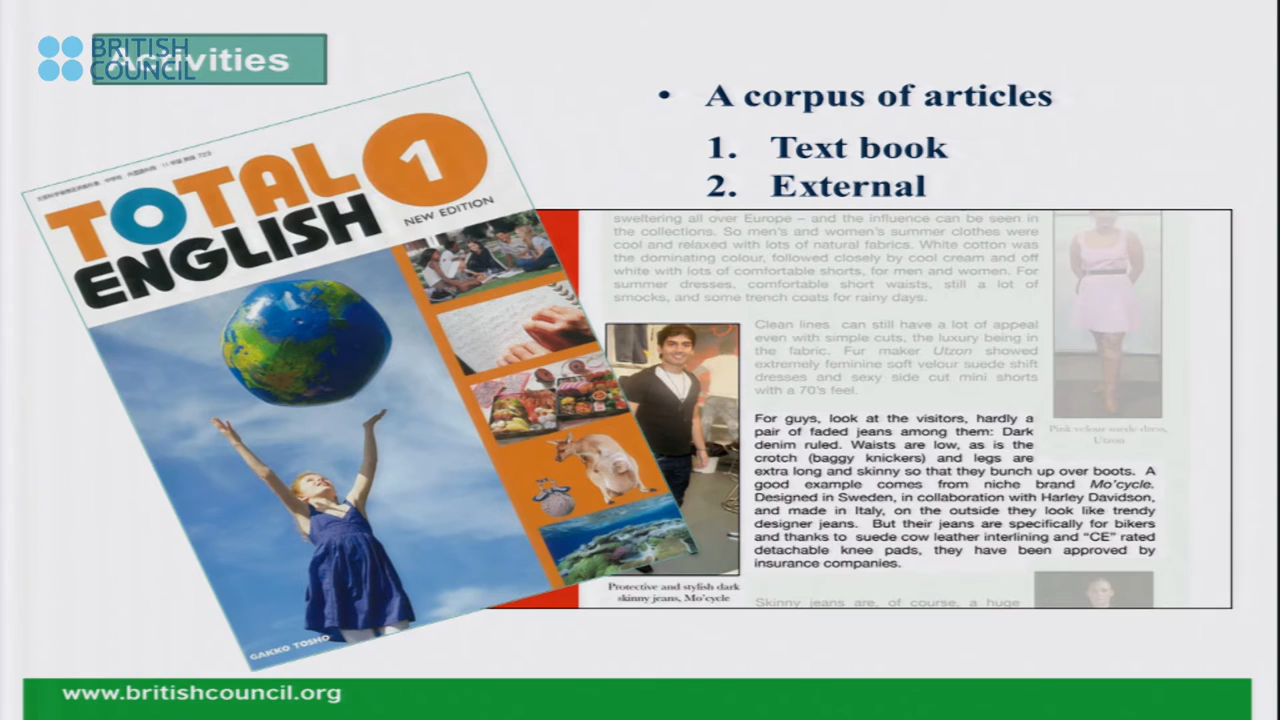 BRITISH
COUNCIL
Activities
• A corpus of articles
1. Text book
2. External
TOTAL
ENGLISH
1
NEW EDITION
GAKKO TOSHO
sweltering all over Europe – and the influence can be seen in
the collections. So men's and women's summer clothes were
cool and relaxed with lots of natural fabrics. White cotton was
the dominating colour, followed closely by cool cream and off
white with lots of comfortable shorts, for men and women. For
summer dresses, comfortable short waists, still a lot of
smocks, and some trench coats for rainy days.
Clean lines can still have a lot of appeal
even with simple cuts, the luxury being in
the fabric. Fur maker Utzon showed
extremely feminine soft velour suede shift
dresses and sexy side cut mini shorts
with a 70's feel.
Pink velour suede dress,
Utzon
For guys, look at the visitors, hardly a
pair of faded jeans among them: Dark
denim ruled. Waists are low, as is the
crotch (baggy knickers) and legs are
extra long and skinny so that they bunch up over boots. A
good example comes from niche brand Mo'cycle.
Designed in Sweden, in collaboration with Harley Davidson,
and made in Italy, on the outside they look like trendy
designer jeans. But their jeans are specifically for bikers
and thanks to suede cow leather interlining and "CE" rated
detachable knee pads, they have been approved by
insurance companies.
Protective and stylish dark
skinny jeans, Mo'cycle
Skinny jeans are, of course, a huge
www.britishcouncil.org